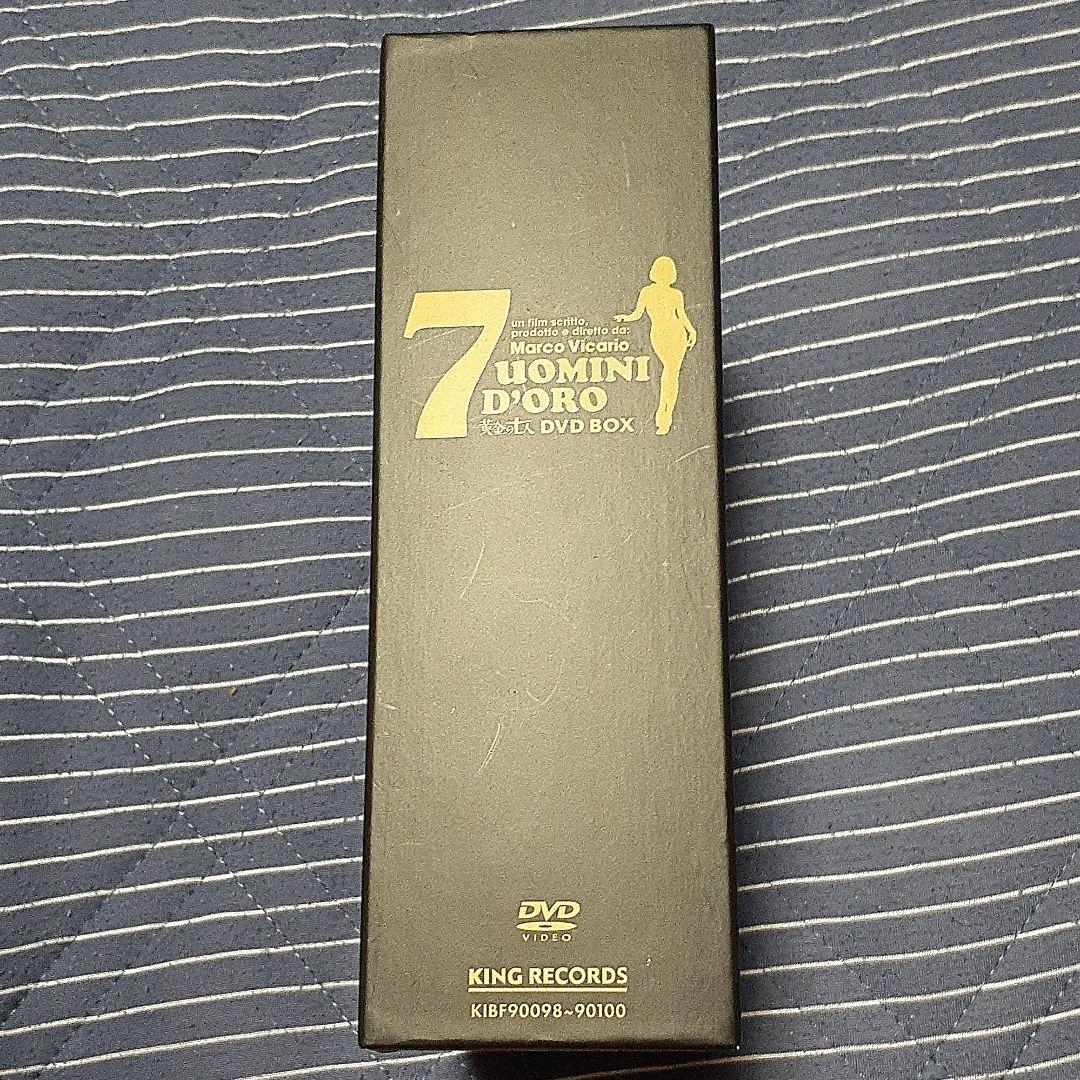 7
un film scritto,
prodotto e diretto da:
Marco Vicario
UOMINI
D'ORO
黄金の七人 DVD BOX
DVD
VIDEO
KING RECORDS
KIBF90098~90100